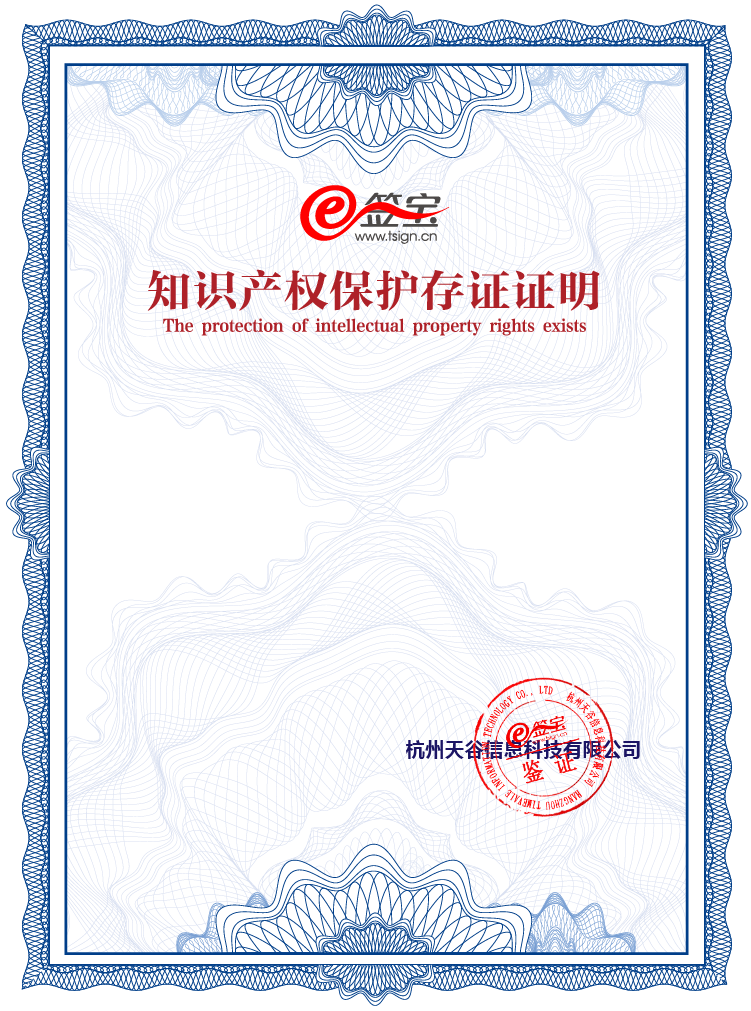 e签宝
www.tsign.cn
知识产权保护存证证明
The protection of intellectual property rights exists
杭州天谷信息科技有限公司
杭州天谷信息科技有限公司
HANGZHOU TIMEVALE INFORMATION TECHNOLOGY CO., LTD
e签宝
鉴证